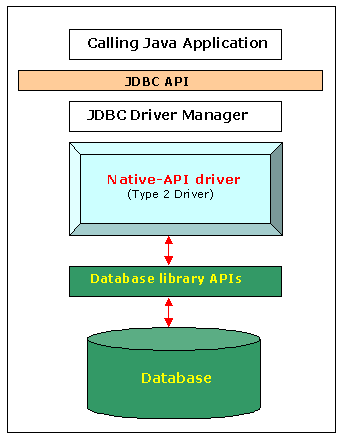 Calling Java Application
JDBC API
JDBC Driver Manager
Native-API driver
(Type 2 Driver)
Database library APIs
Database